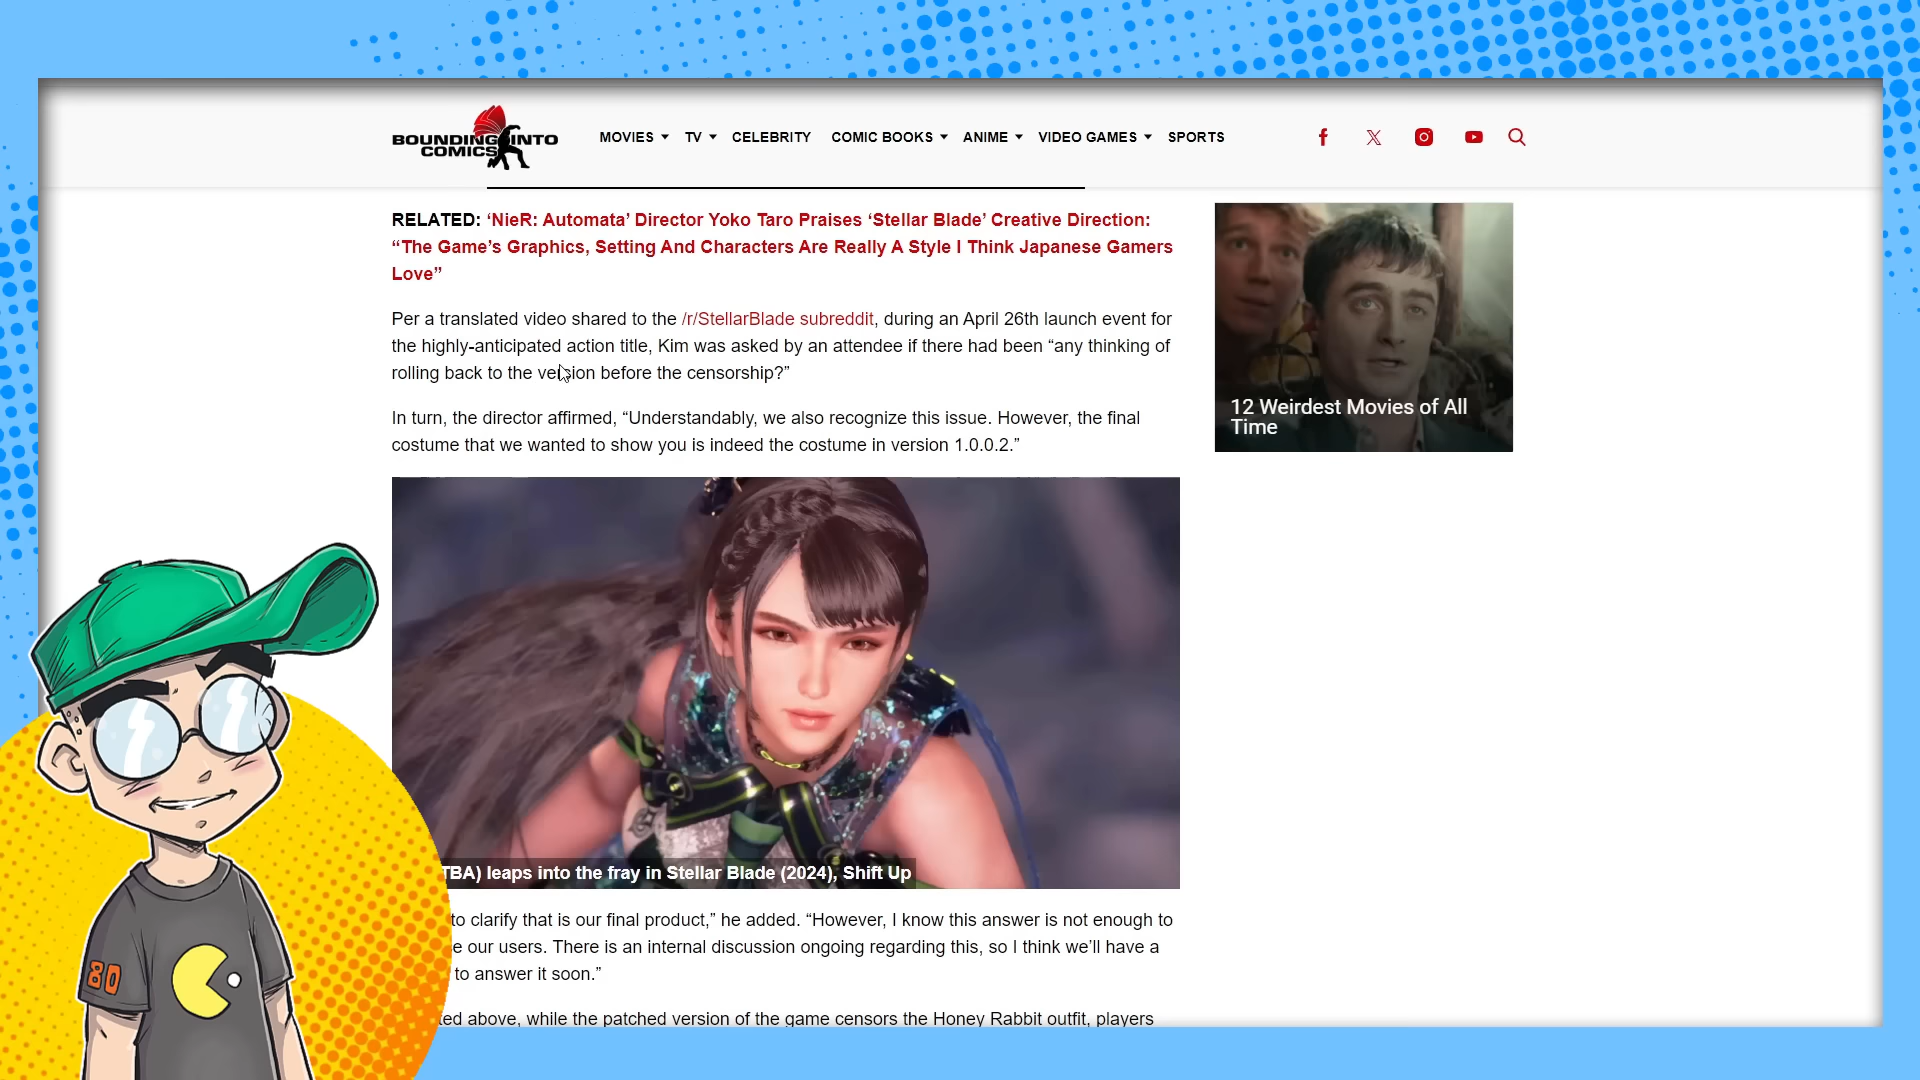 BOUNDING INTO
COMICS
MOVIES TV CELEBRITY COMIC BOOKS ANIME VIDEO GAMES SPORTS
RELATED: ‘NieR: Automata’ Director Yoko Taro Praises ‘Stellar Blade’ Creative Direction:
“The Game’s Graphics, Setting And Characters Are Really A Style I Think Japanese Gamers
Love”
Per a translated video shared to the /r/StellarBlade subreddit, during an April 26th launch event for
the highly-anticipated action title, Kim was asked by an attendee if there had been “any thinking of
rolling back to the version before the censorship?”
In turn, the director affirmed, “Understandably, we also recognize this issue. However, the final
costume that we wanted to show you is indeed the costume in version 1.0.0.2.”
12 Weirdest Movies of All
Time
TBA) leaps into the fray in Stellar Blade (2024), Shift Up
to clarify that is our final product,” he added. “However, I know this answer is not enough to
our users. There is an internal discussion ongoing regarding this, so I think we’ll have a
to answer it soon.”
above, while the patched version of the game censors the Honey Rabbit outfit, players
80